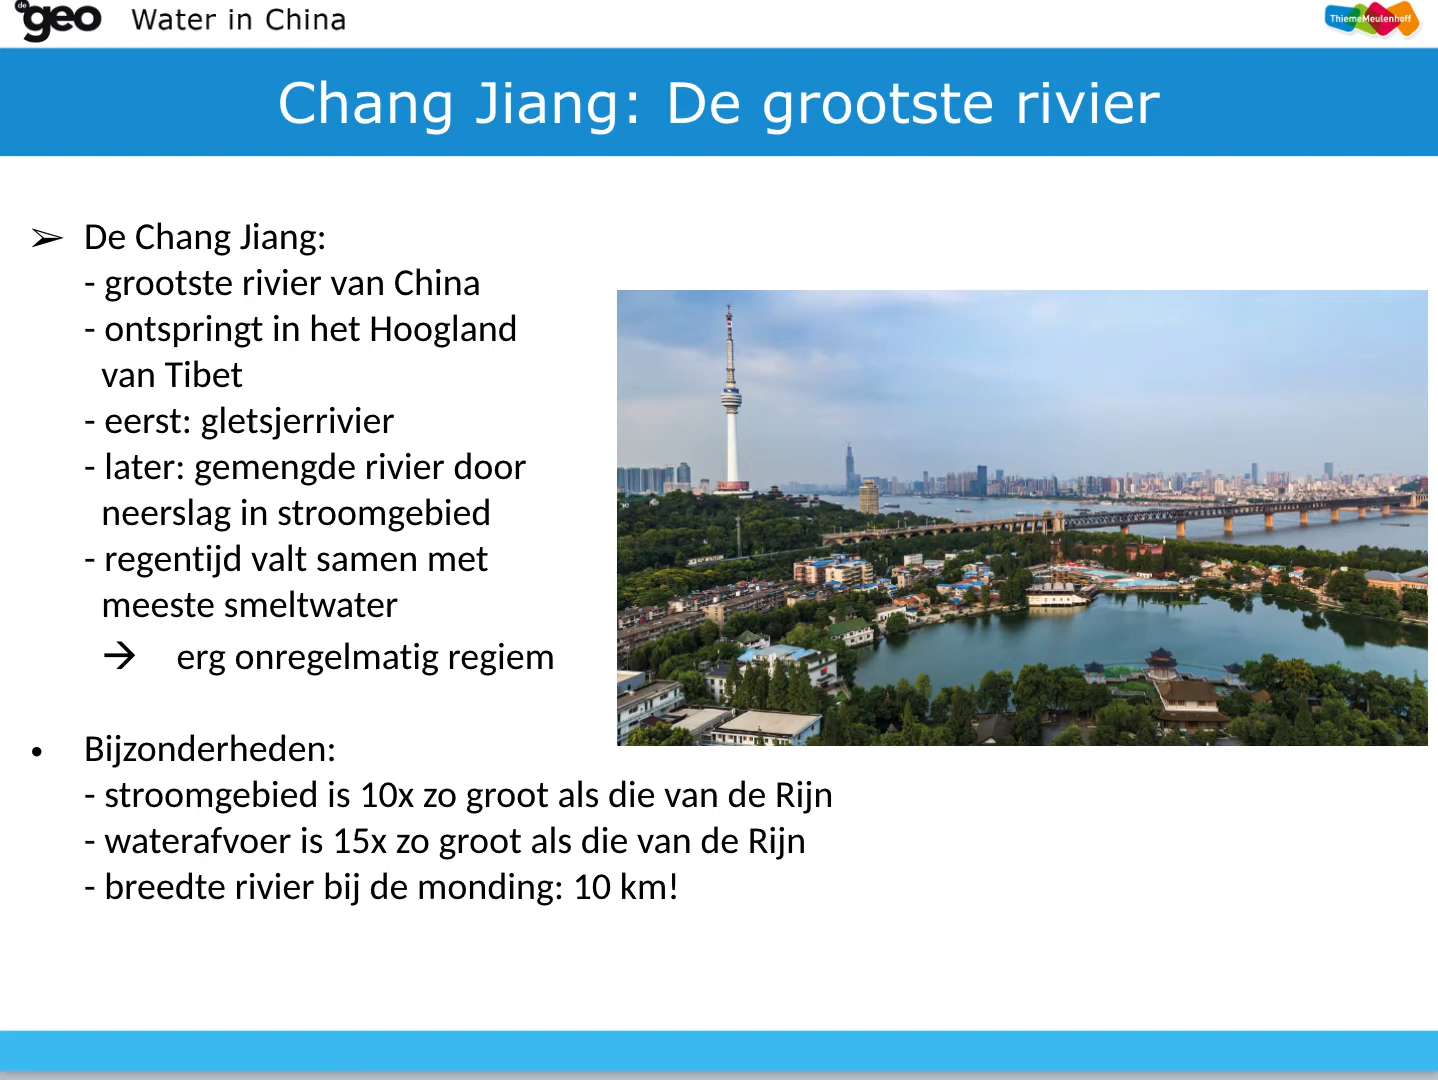 de
geo
Water in China
ThiemeMeulenhoff
Chang Jiang: De grootste rivier
➢ De Chang Jiang:
- grootste rivier van China
- ontspringt in het Hoogland
van Tibet
- eerst: gletsjerrivier
- later: gemengde rivier door
neerslag in stroomgebied
- regentijd valt samen met
meeste smeltwater
→ erg onregelmatig regiem
• Bijzonderheden:
- stroomgebied is 10x zo groot als die van de Rijn
- waterafvoer is 15x zo groot als die van de Rijn
- breedte rivier bij de monding: 10 km!